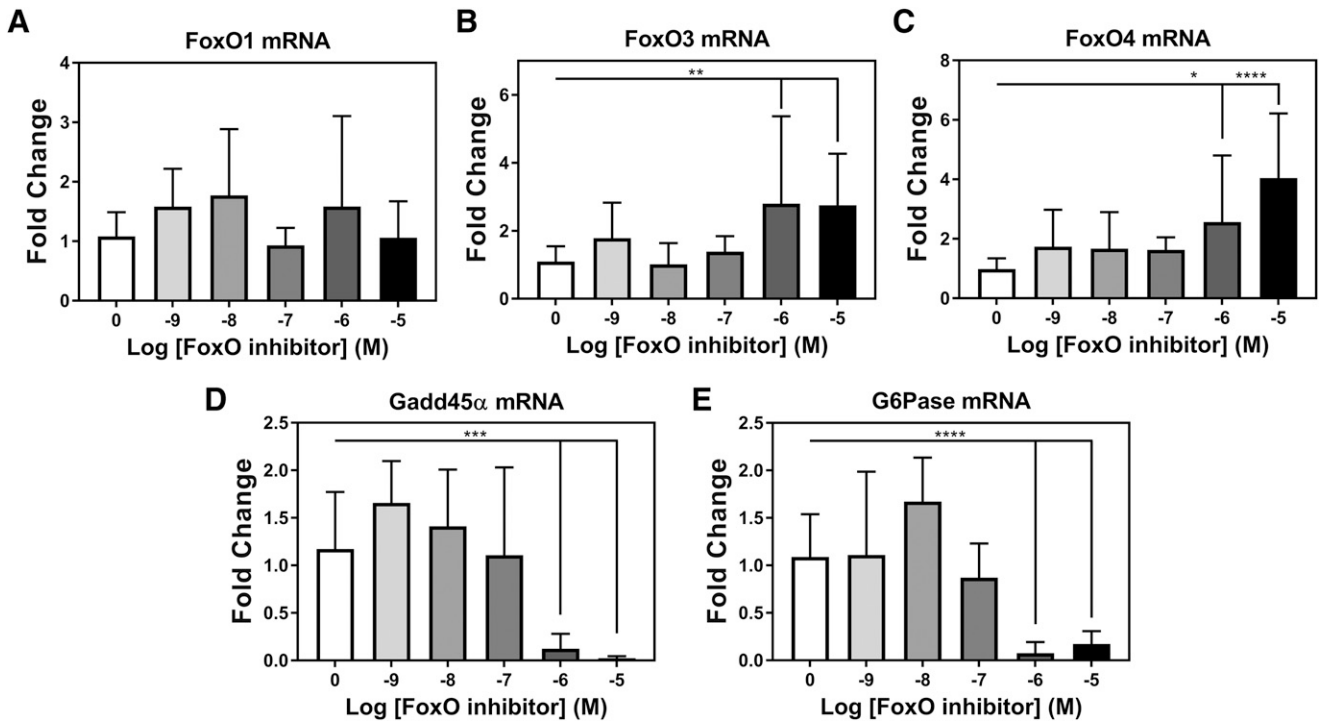 A
FoxO1 mRNA
Fold Change
4
3
2
1
0
0 -9 -8 -7 -6 -5
Log [FoxO inhibitor] (M)
B
FoxO3 mRNA
Fold Change
6
4
2
0
**
0 -9 -8 -7 -6 -5
Log [FoxO inhibitor] (M)
C
FoxO4 mRNA
Fold Change
8
6
4
2
0
* ****
0 -9 -8 -7 -6 -5
Log [FoxO inhibitor] (M)
D
Gadd45α mRNA
Fold Change
2.5
2.0
1.5
1.0
0.5
0.0
***
0 -9 -8 -7 -6 -5
Log [FoxO inhibitor] (M)
E
G6Pase mRNA
Fold Change
2.5
2.0
1.5
1.0
0.5
0.0
****
0 -9 -8 -7 -6 -5
Log [FoxO inhibitor] (M)